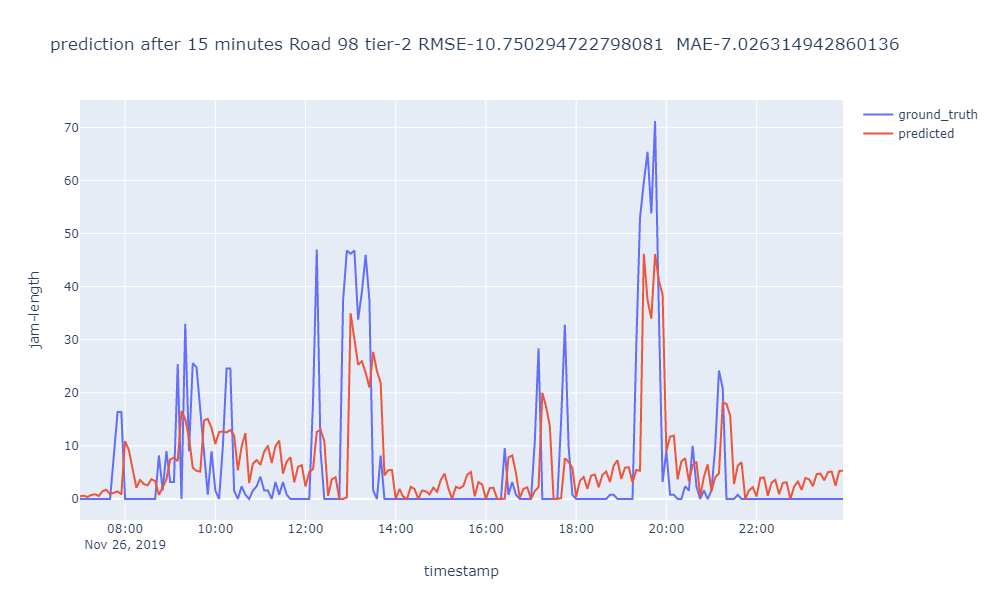 prediction after 15 minutes Road 98 tier-2 RMSE-10.750294722798081  MAE-7.026314942860136
ground_truth
predicted
70
60
50
40
30
20
10
0
jam-length
08:00 10:00 12:00 14:00 16:00 18:00 20:00 22:00
Nov 26, 2019
timestamp